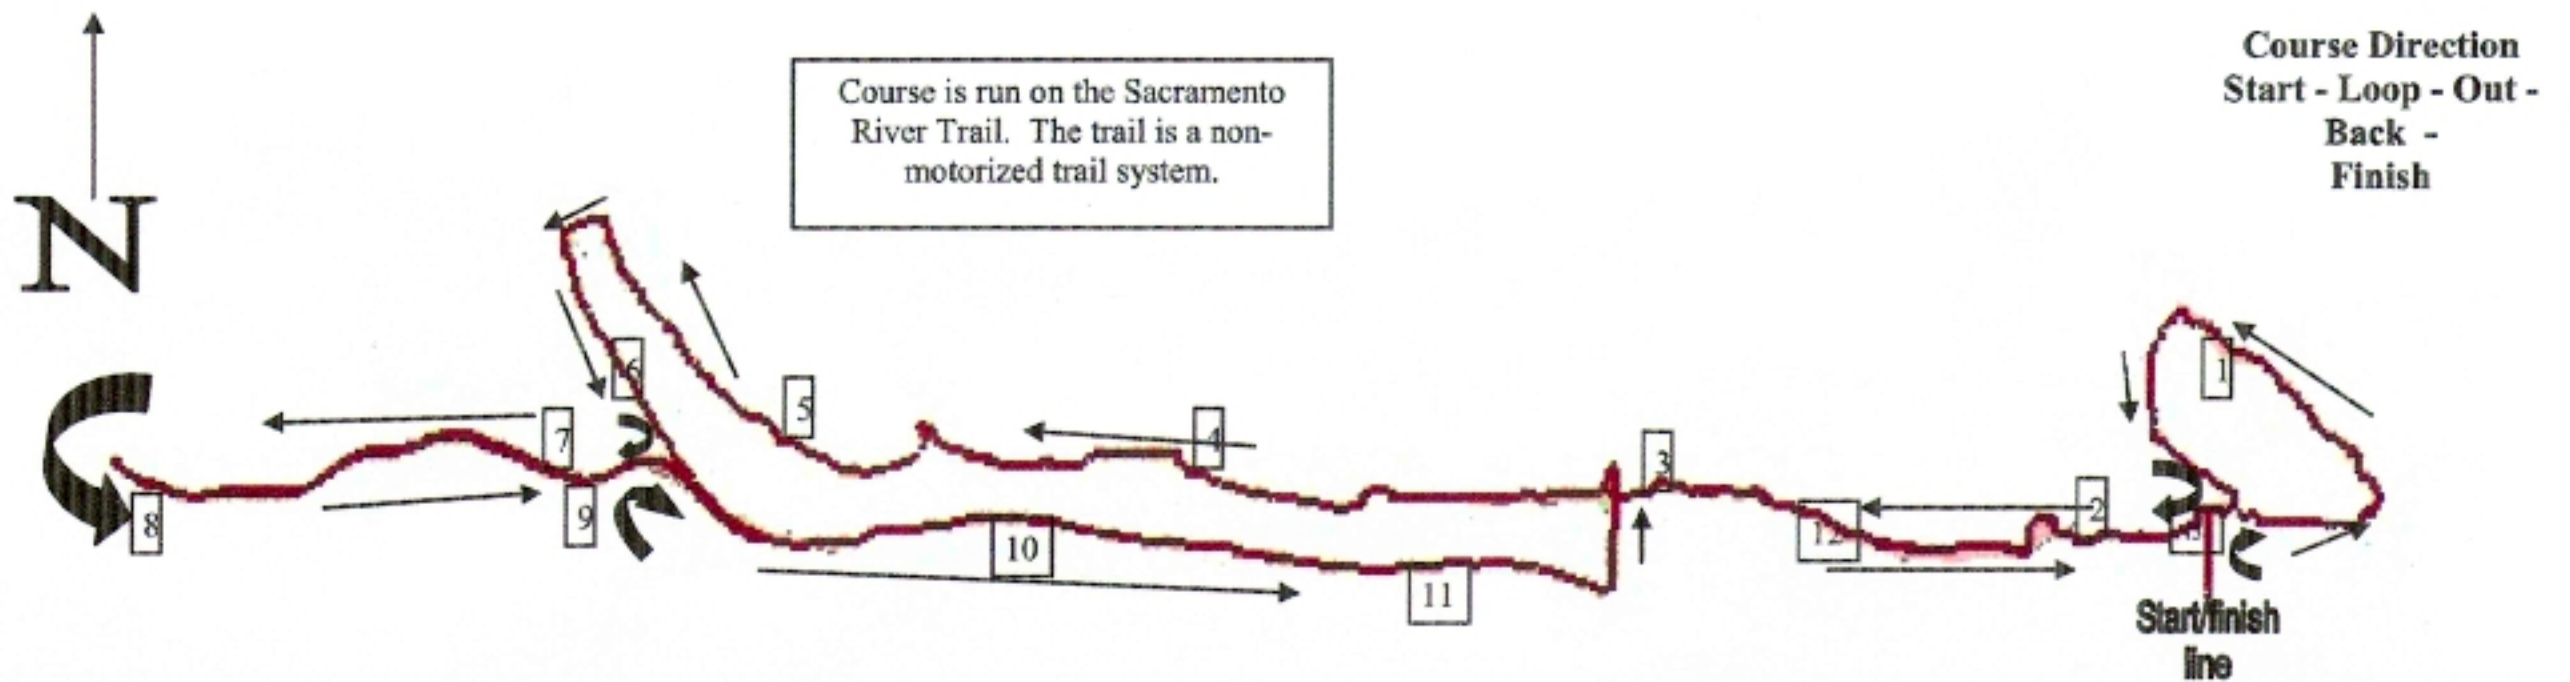 Course Direction
Start - Loop - Out -
Back -
Finish
Course is run on the Sacramento
River Trail. The trail is a non-
motorized trail system.
N
1
2
3
4
5
6
7
8
9
10
11
12
Start/finish
line